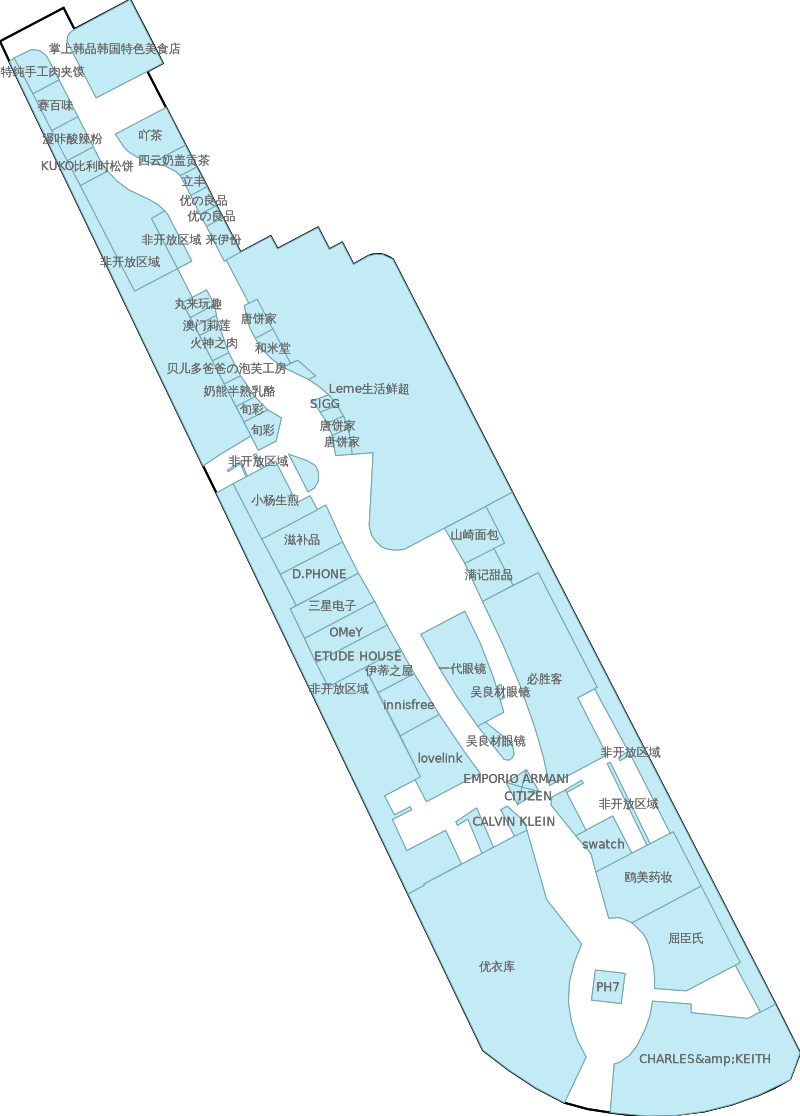 掌上韩品韩国特色美食店
特纯手工肉夹馍
赛百味
吖茶
漫咔酸辣粉
四云奶盖贡茶
KUKO比利时松饼
立丰
优の良品
优の良品
非开放区域
来伊份
非开放区域
丸来玩趣
唐饼家
澳门莉莲
火神之肉
和米堂
贝儿多爸爸の泡芙工房
Leme生活鲜超
奶熊半熟乳酪
SIGG
旬彩
唐饼家
旬彩
唐饼家
非开放区域
小杨生煎
山崎面包
滋补品
D.PHONE
满记甜品
三星电子
OMeY
ETUDE HOUSE
伊蒂之屋
一代眼镜
必胜客
非开放区域
吴良材眼镜
innisfree
吴良材眼镜
非开放区域
lovelink
EMPORIO ARMANI
CITIZEN
非开放区域
CALVIN KLEIN
swatch
鸥美药妆
屈臣氏
优衣库
PH7
CHARLES&amp;KEITH